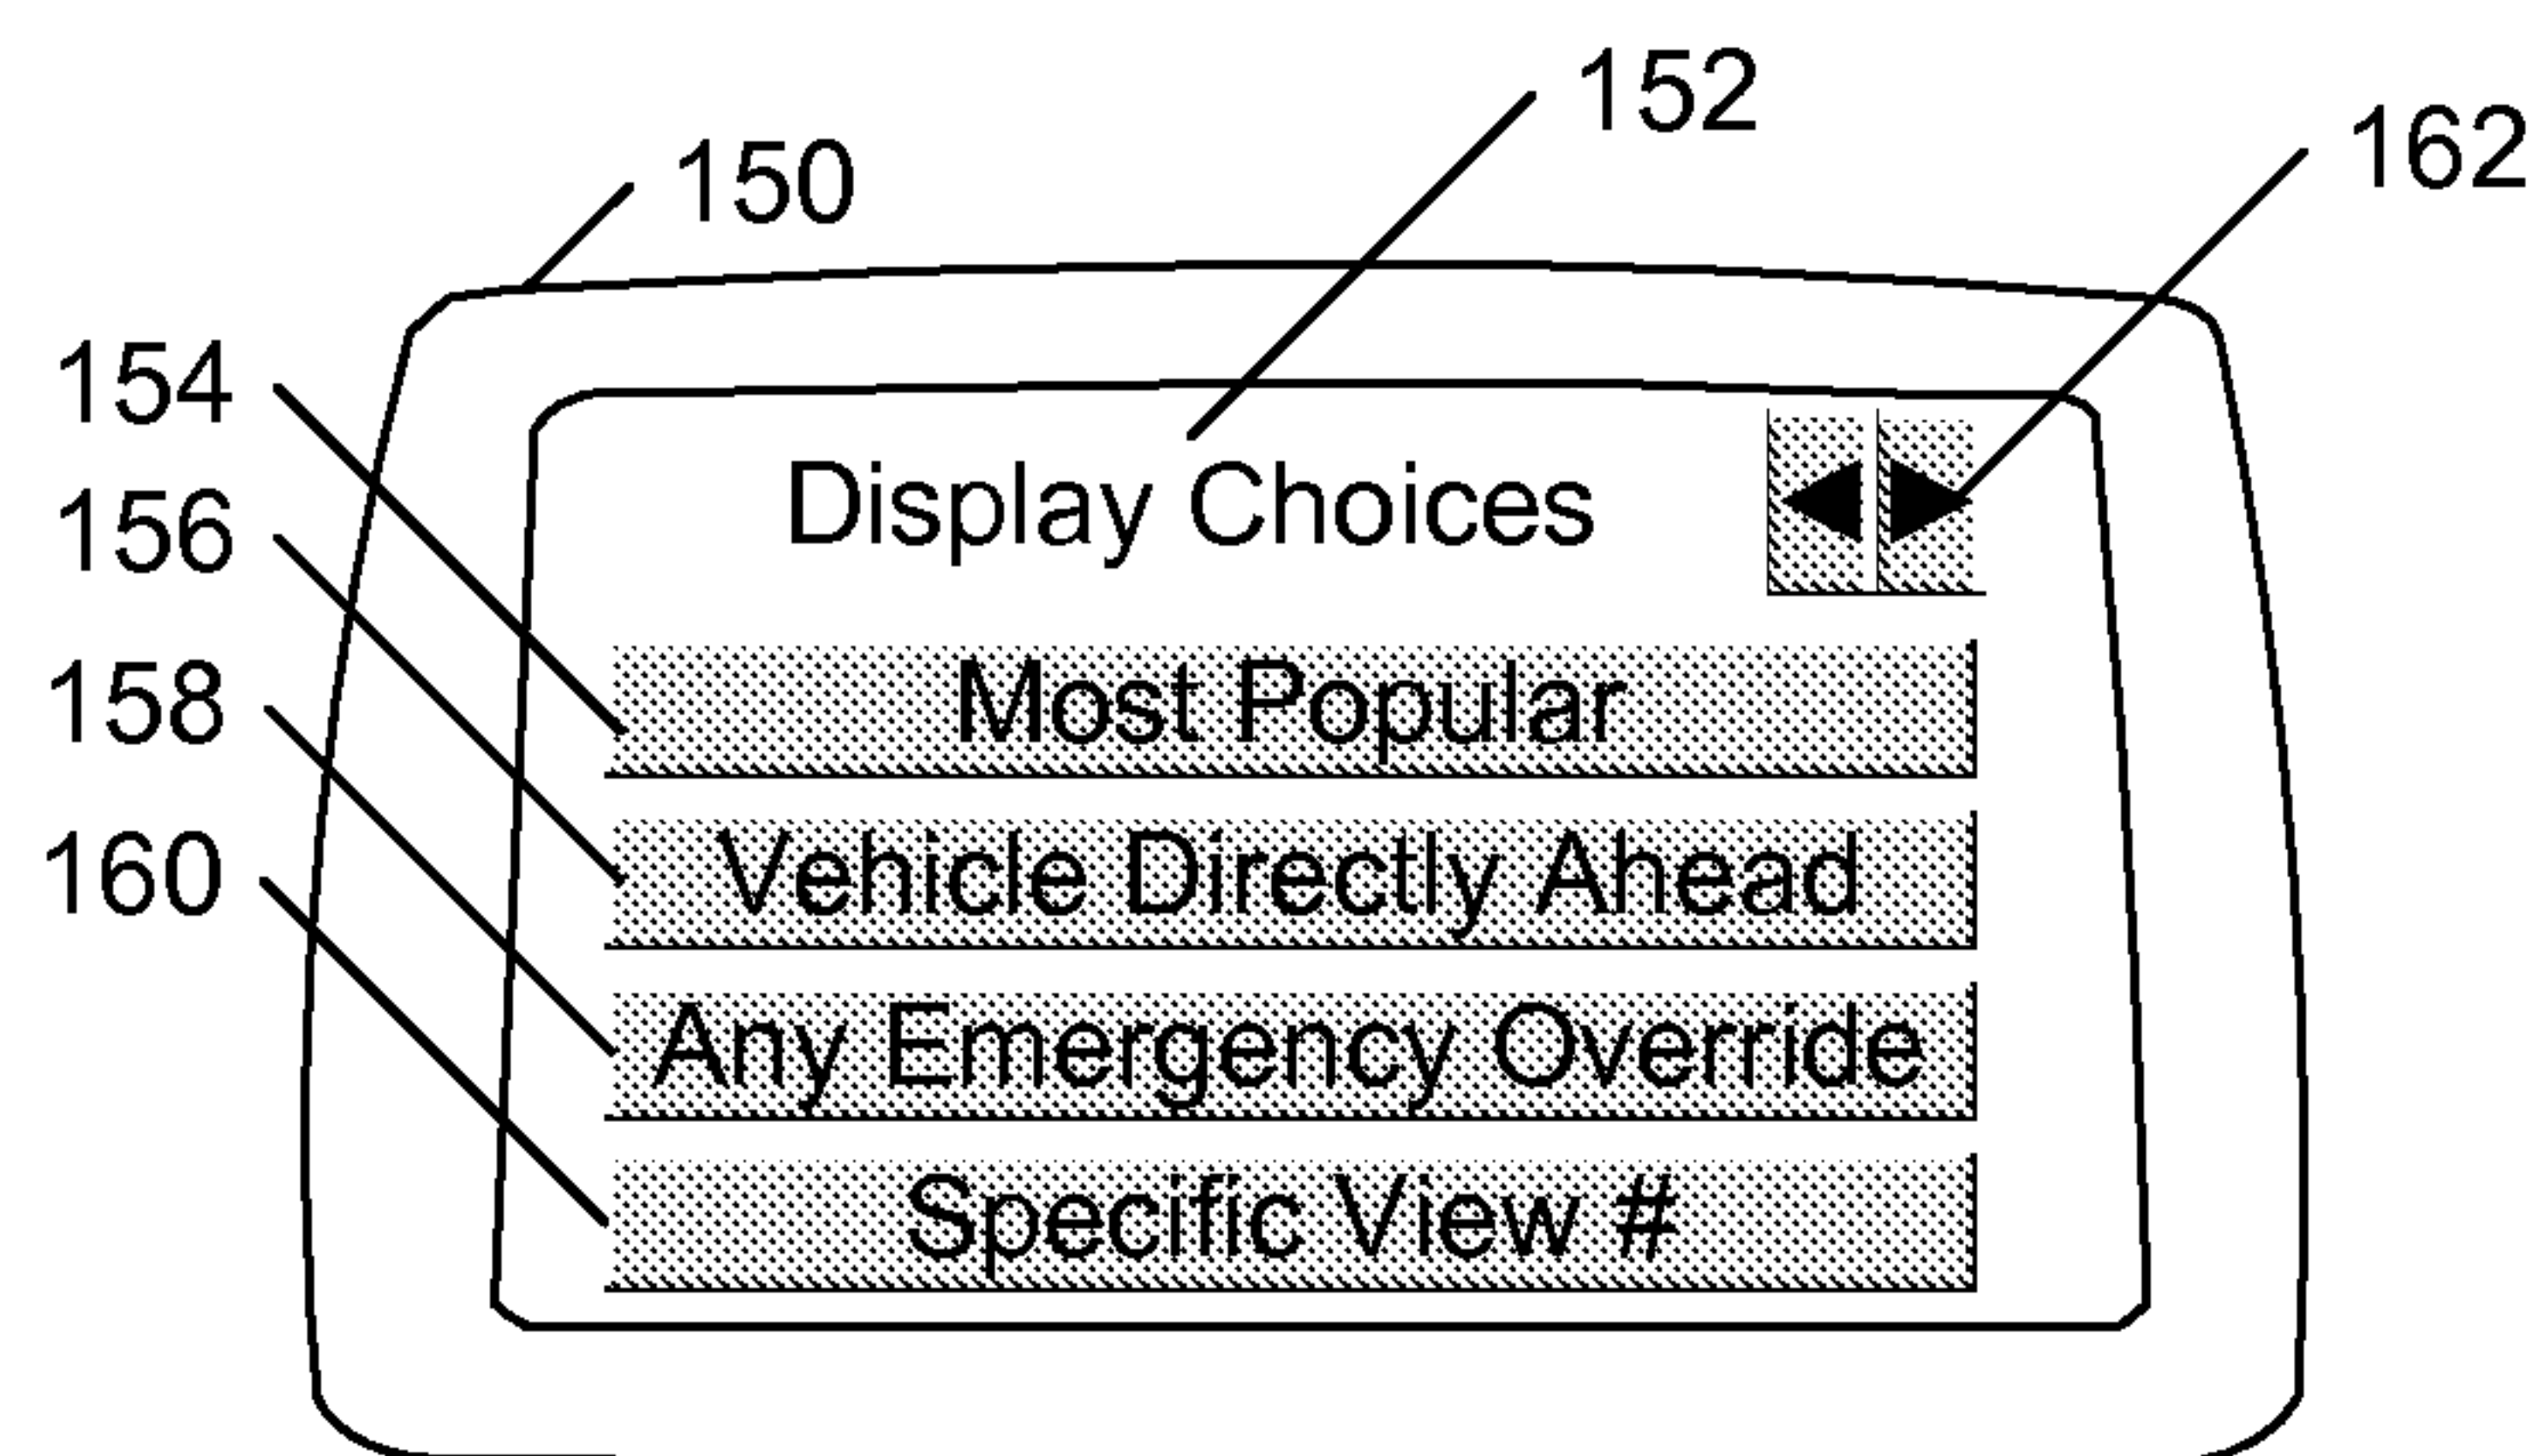 152
162
150
154
Display Choices
156
Most Popular
158
Vehicle Directly Ahead
160
Any Emergency Override
Specific View #